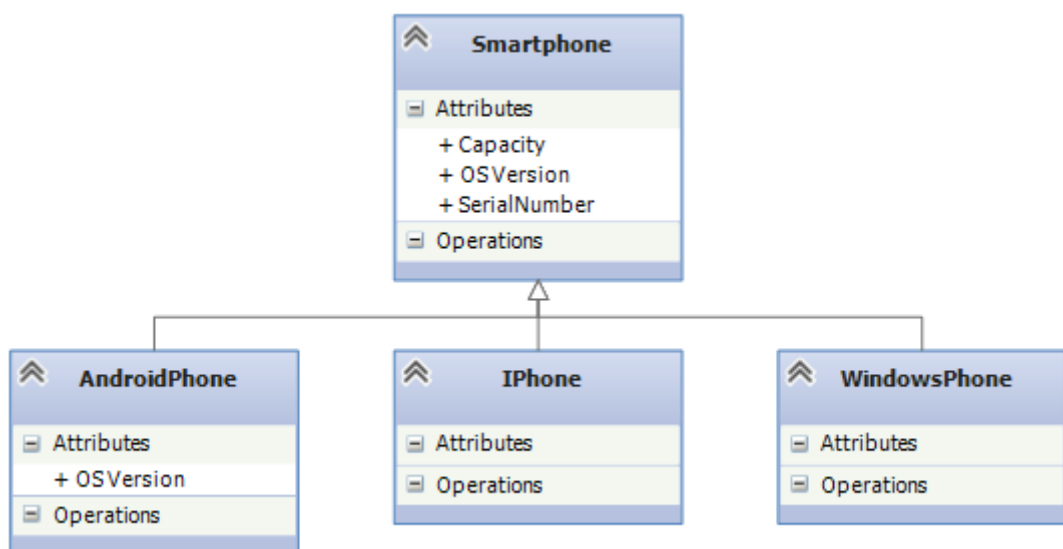 Smartphone
Attributes
+ Capacity
+ OSVersion
+ SerialNumber
Operations
AndroidPhone
Attributes
+ OSVersion
Operations
IPhone
Attributes
Operations
WindowsPhone
Attributes
Operations